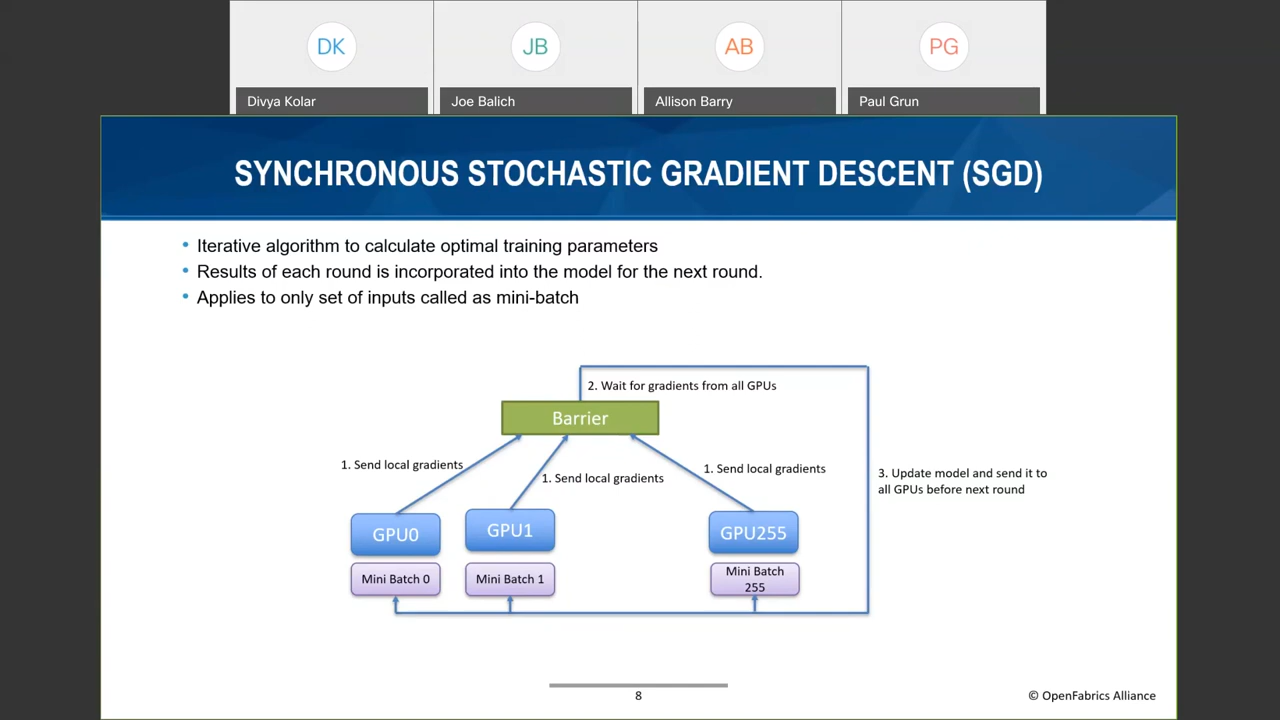 DK
JB
AB
PG
Divya Kolar
Joe Balich
Allison Barry
Paul Grun
SYNCHRONOUS STOCHASTIC GRADIENT DESCENT (SGD)
• Iterative algorithm to calculate optimal training parameters
• Results of each round is incorporated into the model for the next round.
• Applies to only set of inputs called as mini-batch
2. Wait for gradients from all GPUs
Barrier
1. Send local gradients
1. Send local gradients
1. Send local gradients
3. Update model and send it to
all GPUs before next round
GPU0
GPU1
GPU255
Mini Batch 0
Mini Batch 1
Mini Batch
255
8
© OpenFabrics Alliance